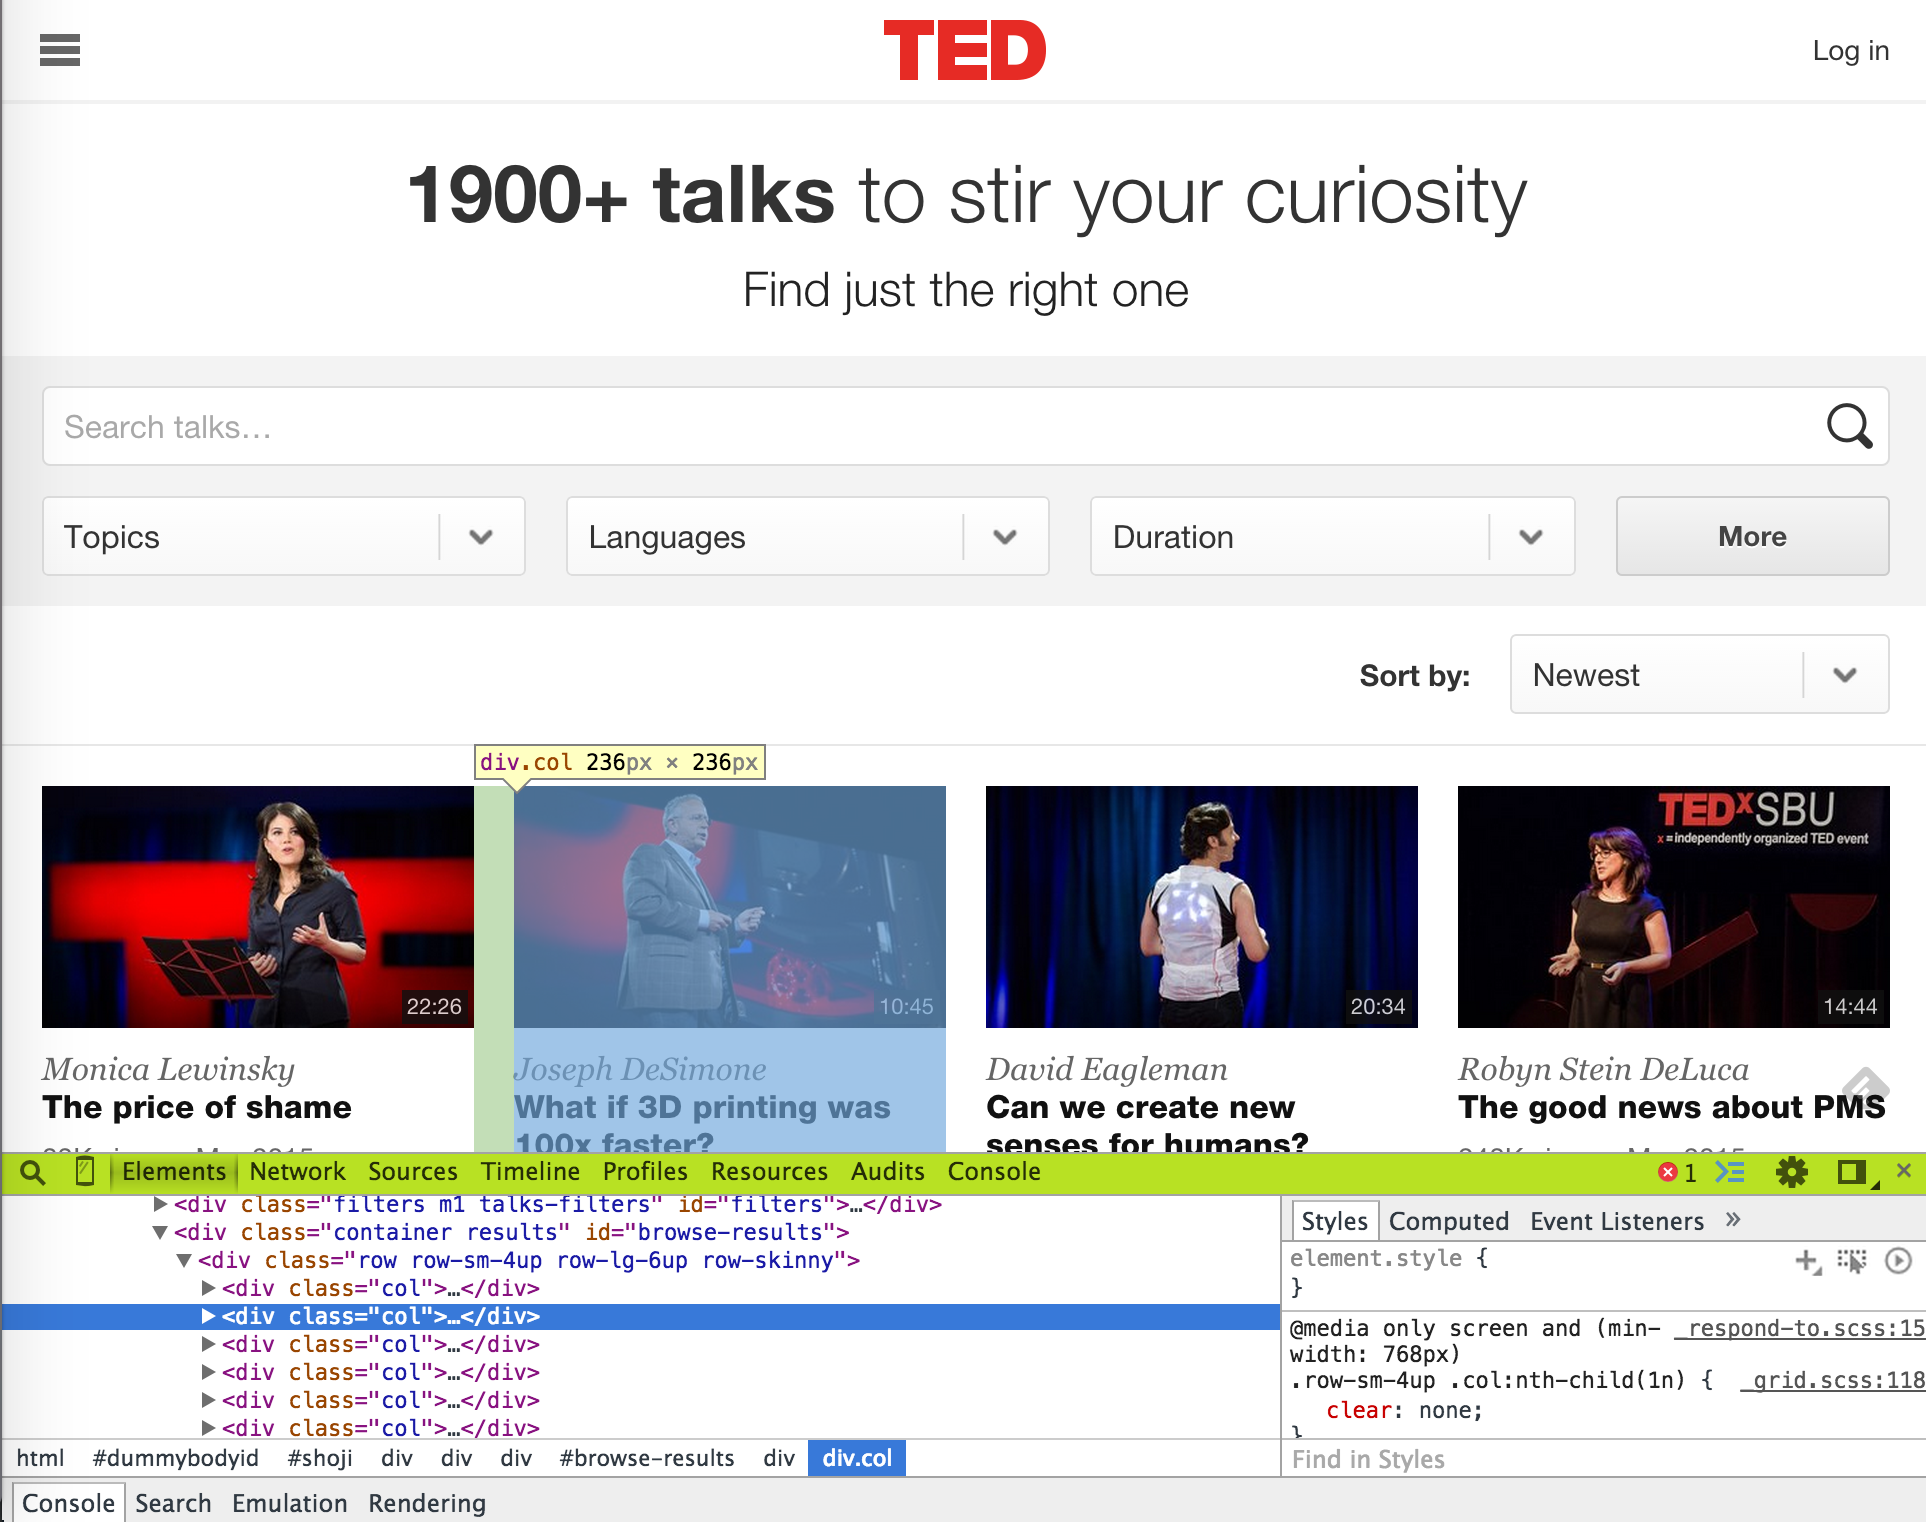 TED
Log in
1900+ talks to stir your curiosity
Find just the right one
Search talks...
Topics
Languages
Duration
More
Sort by:
Newest
div.col 236px × 236px
TEDxSBU
x = independently organized TED event
22:26
10:45
20:34
14:44
Monica Lewinsky
The price of shame
Joseph DeSimone
What if 3D printing was
100x faster?
David Eagleman
Can we create new
senses for humans?
Robyn Stein DeLuca
The good news about PMS
Elements Network Sources Timeline Profiles Resources Audits Console
1
<div class="filters m1 talks-filters" id="filters">…</div>
<div class="container results" id="browse-results">
<div class="row row-sm-4up row-lg-6up row-skinny">
<div class="col">…</div>
<div class="col">…</div>
<div class="col">…</div>
<div class="col">…</div>
<div class="col">…</div>
<div class="col">…</div>
html #dummybodyid #shoji div div div #browse-results div div.col
Styles Computed Event Listeners »
element.style {
}
@media only screen and (min- _respond-to.scss:15
width: 768px)
.row-sm-4up .col:nth-child(1n) { _grid.scss:118
clear: none;
}
Find in Styles
Console Search Emulation Rendering